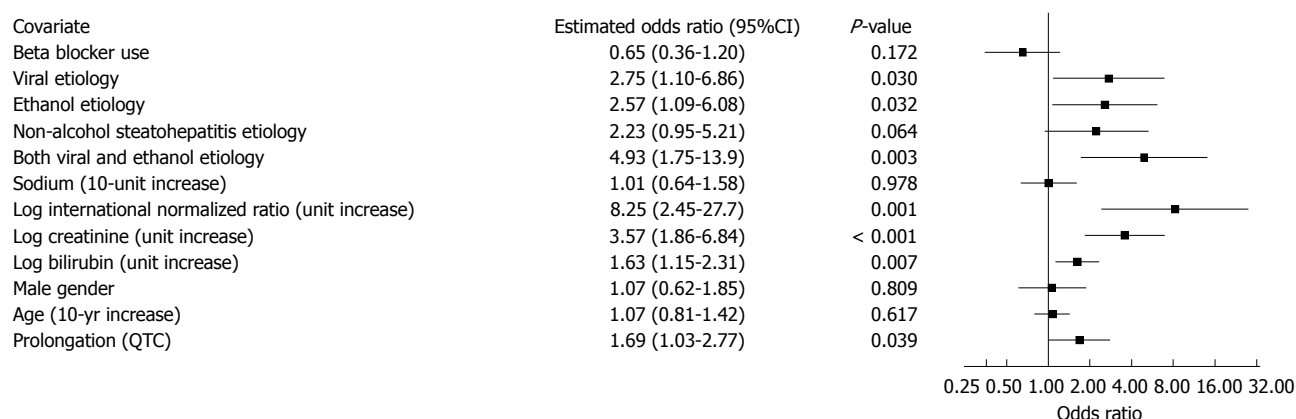 Covariate Estimated odds ratio (95%CI) P-value
Beta blocker use 0.65 (0.36-1.20) 0.172
Viral etiology 2.75 (1.10-6.86) 0.030
Ethanol etiology 2.57 (1.09-6.08) 0.032
Non-alcohol steatohepatitis etiology 2.23 (0.95-5.21) 0.064
Both viral and ethanol etiology 4.93 (1.75-13.9) 0.003
Sodium (10-unit increase) 1.01 (0.64-1.58) 0.978
Log international normalized ratio (unit increase) 8.25 (2.45-27.7) 0.001
Log creatinine (unit increase) 3.57 (1.86-6.84) < 0.001
Log bilirubin (unit increase) 1.63 (1.15-2.31) 0.007
Male gender 1.07 (0.62-1.85) 0.809
Age (10-yr increase) 1.07 (0.81-1.42) 0.617
Prolongation (QTC) 1.69 (1.03-2.77) 0.039
0.25 0.50 1.00 2.00 4.00 8.00 16.00 32.00
Odds ratio